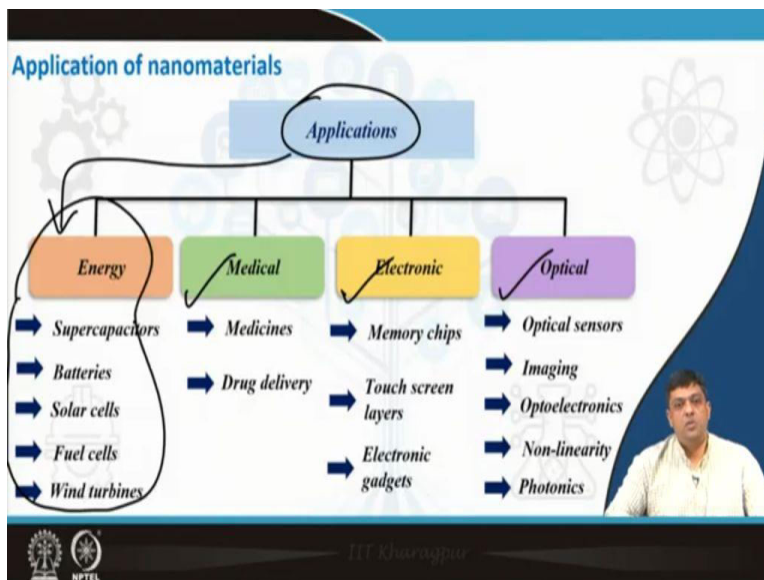 Application of nanomaterials
Applications
Energy
Supercapacitors
Batteries
Solar cells
Fuel cells
Wind turbines
Medical
Medicines
Drug delivery
Electronic
Memory chips
Touch screen
layers
Electronic
gadgets
Optical
Optical sensors
Imaging
Optoelectronics
Non-linearity
Photonics
IIT Kharagpur
NPTEL